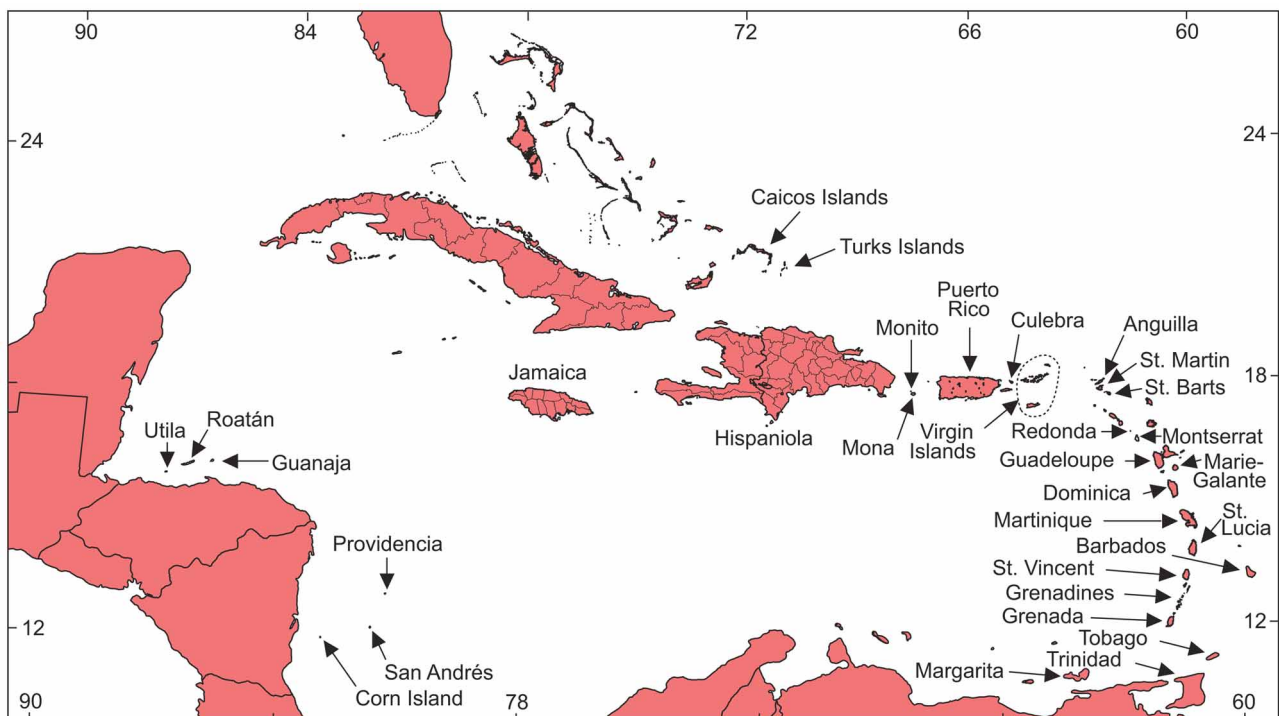 90
84
72
66
60
24
24
Caicos Islands
Turks Islands
Puerto
Rico
Monito
Culebra
Anguilla
St. Martin
St. Barts
18
Jamaica
Hispaniola
Mona
Virgin
Islands
Redonda
Montserrat
Utila
Roatán
Guanaja
Guadeloupe
Marie-
Galante
Dominica
Martinique
St.
Lucia
Barbados
Providencia
St. Vincent
Grenadines
Grenada
12
12
Tobago
Trinidad
Margarita
San Andrés
Corn Island
90
78
60